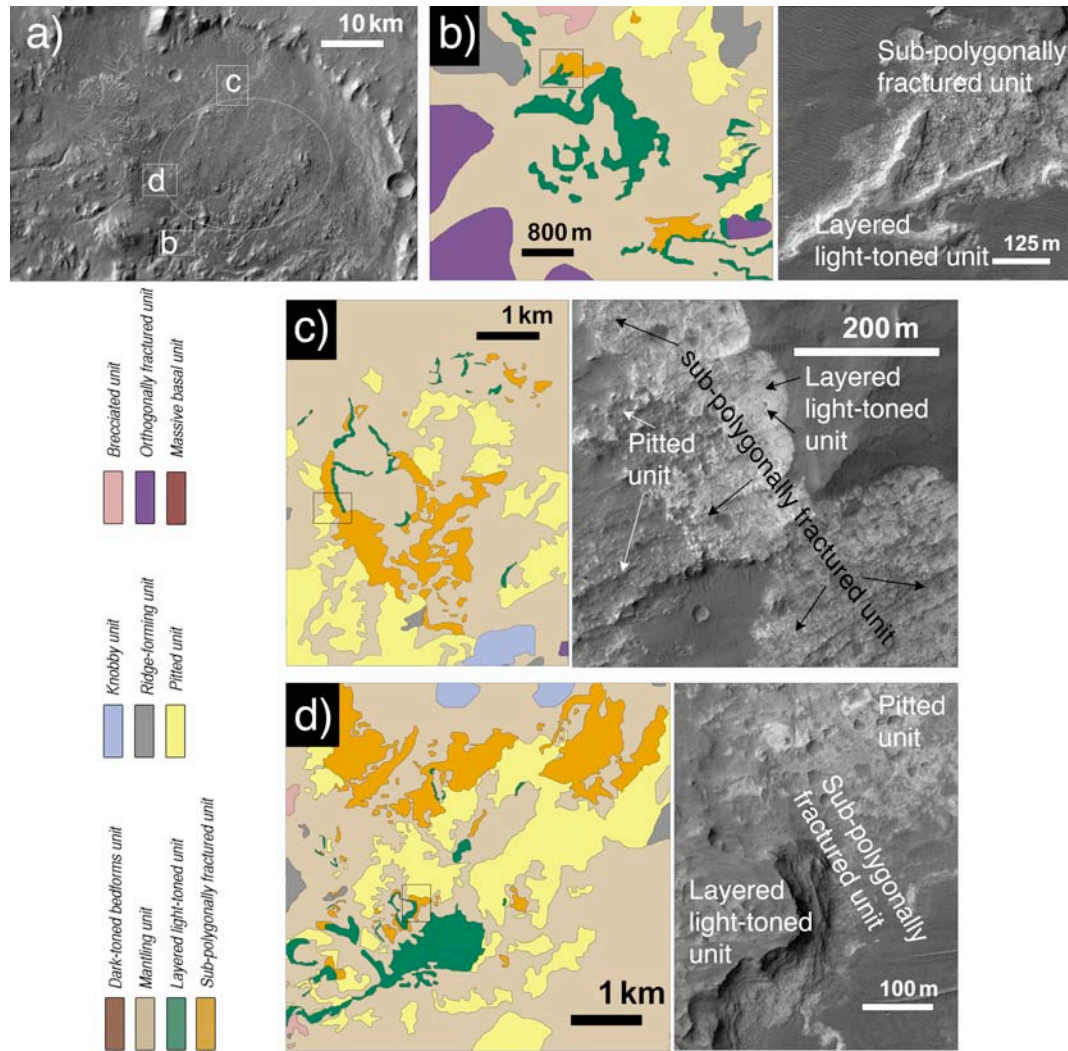 a)
10 km
c
d
b
b)
800 m
Sub-polygonally
fractured unit
Layered
light-toned unit
125 m
Brecciated unit
Orthogonally fractured unit
Massive basal unit
Knobby unit
Ridge-forming unit
Pitted unit
Dark-toned bedforms unit
Mantling unit
Layered light-toned unit
Sub-polygonally fractured unit
c)
1 km
200 m
sub-polygonally fractured unit
Layered
light-toned
unit
Pitted
unit
d)
1 km
Pitted
unit
Sub-polygonally
fractured unit
Layered
light-toned
unit
100 m